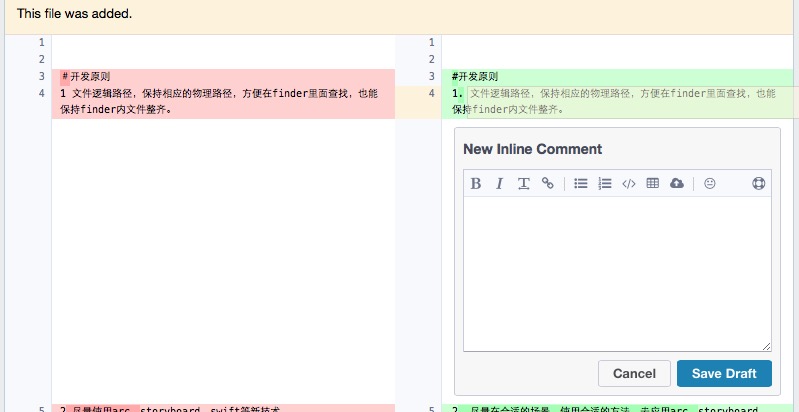 This file was added.
1 1
2 2
3 #开发原则 3 #开发原则
4 1 文件逻辑路径，保持相应的物理路径，方便在finder里面查找，也能 4 1. 文件逻辑路径，保持相应的物理路径，方便在finder里面查找，也能
保持finder内文件整齐。 保持finder内文件整齐。
New Inline Comment
B I T
Cancel Save Draft
5 2 尽量使用arc、storyboard、swift等新技术 5 2. 尽量在合适的场景，使用合适的方法，去应用arc、storyboard